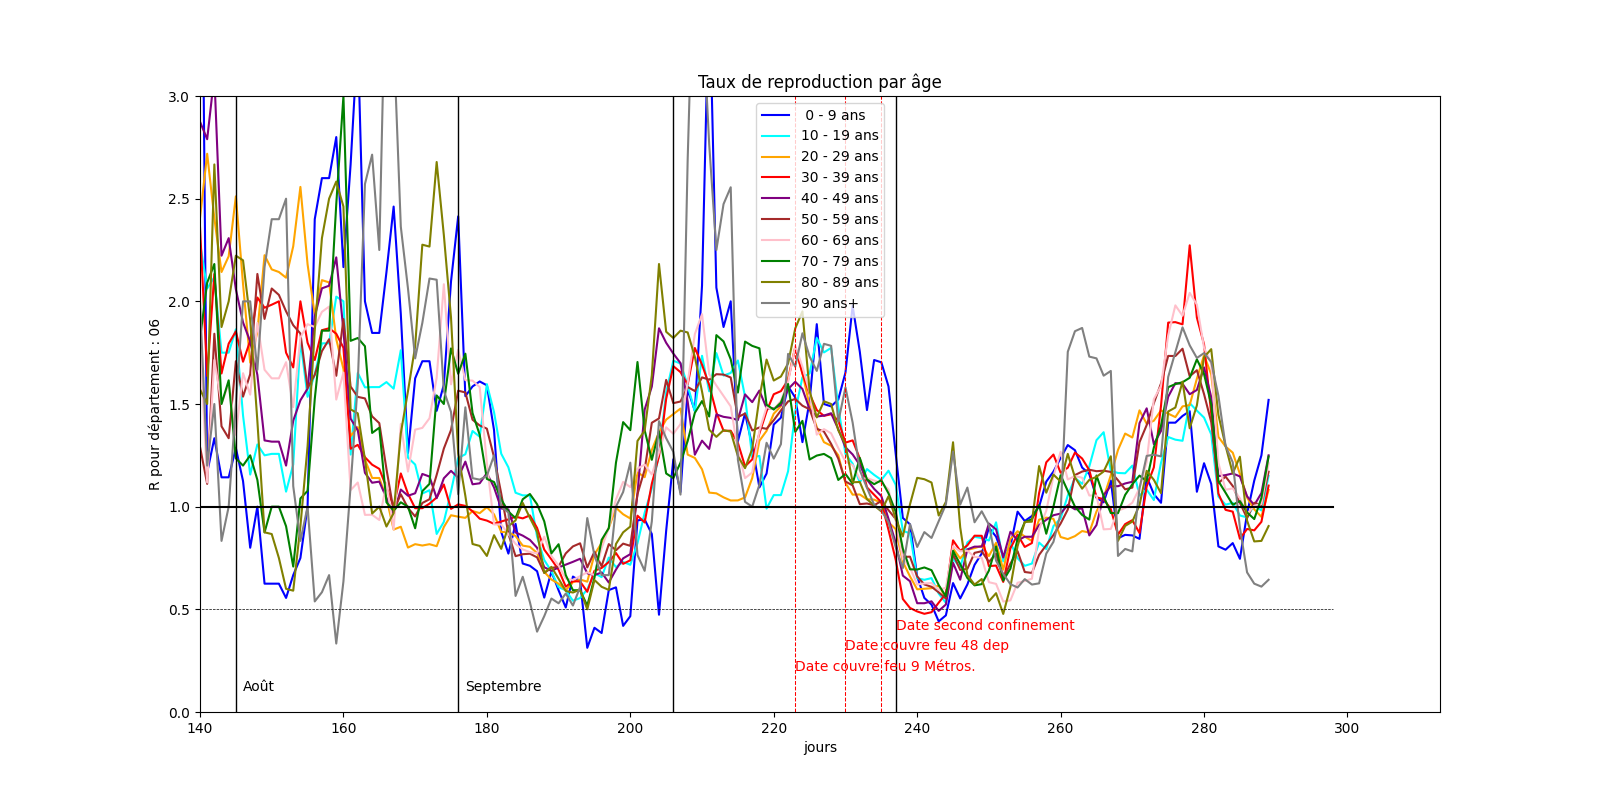 Taux de reproduction par âge
R pour département : 06
3.0
2.5
2.0
1.5
1.0
0.5
0.0
0 - 9 ans
10 - 19 ans
20 - 29 ans
30 - 39 ans
40 - 49 ans
50 - 59 ans
60 - 69 ans
70 - 79 ans
80 - 89 ans
90 ans+
Date second confinement
Date couvre feu 48 dep
Date couvre feu 9 Métros.
Août
Septembre
140
160
180
200
220
240
260
280
300
jours